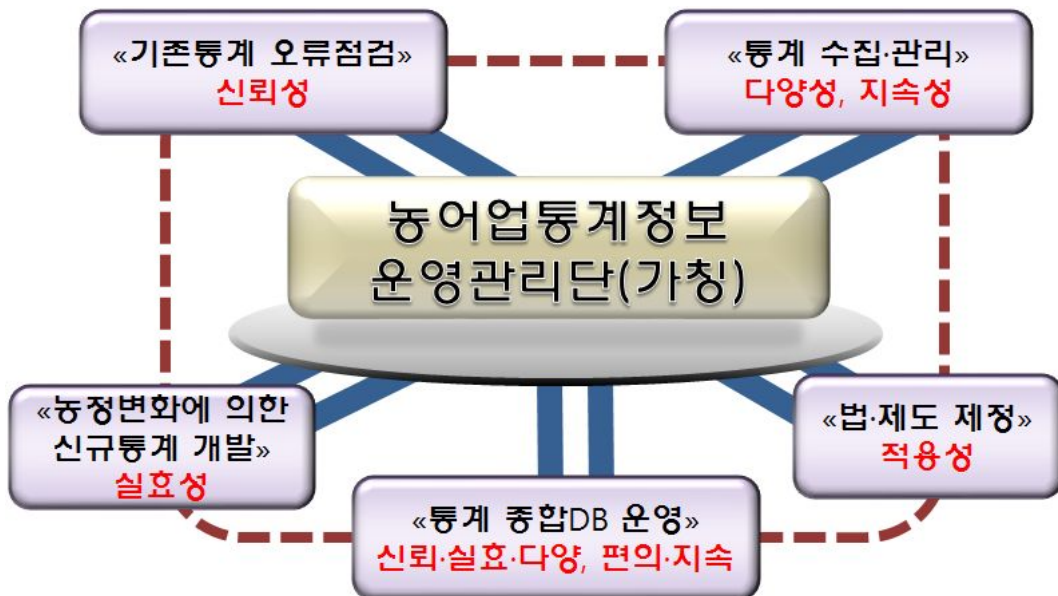 «기존통계 오류점검»
신뢰성
«통계 수집·관리»
다양성, 지속성
농어업통계정보
운영관리단(가칭)
«농정변화에 의한
신규통계 개발»
실효성
«법·제도 제정»
적용성
«통계 종합DB 운영»
신뢰·실효·다양, 편의·지속